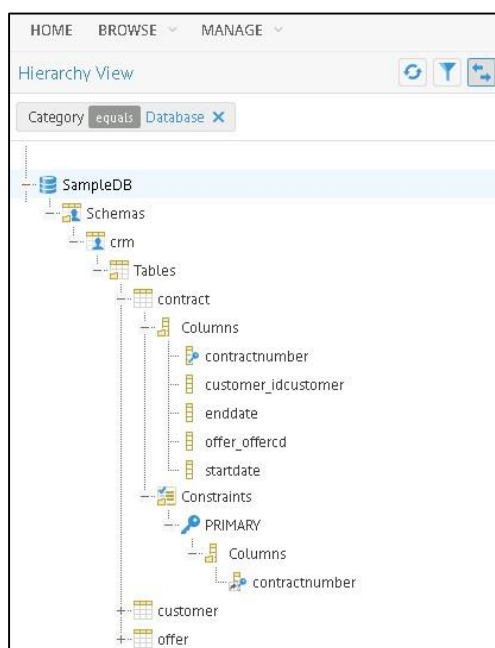 HOME BROWSE MANAGE
Hierarchy View
Category equals Database X
SampleDB
Schemas
crm
Tables
contract
Columns
contractnumber
customer_idcustomer
enddate
offer_offercd
startdate
Constraints
PRIMARY
Columns
contractnumber
customer
offer